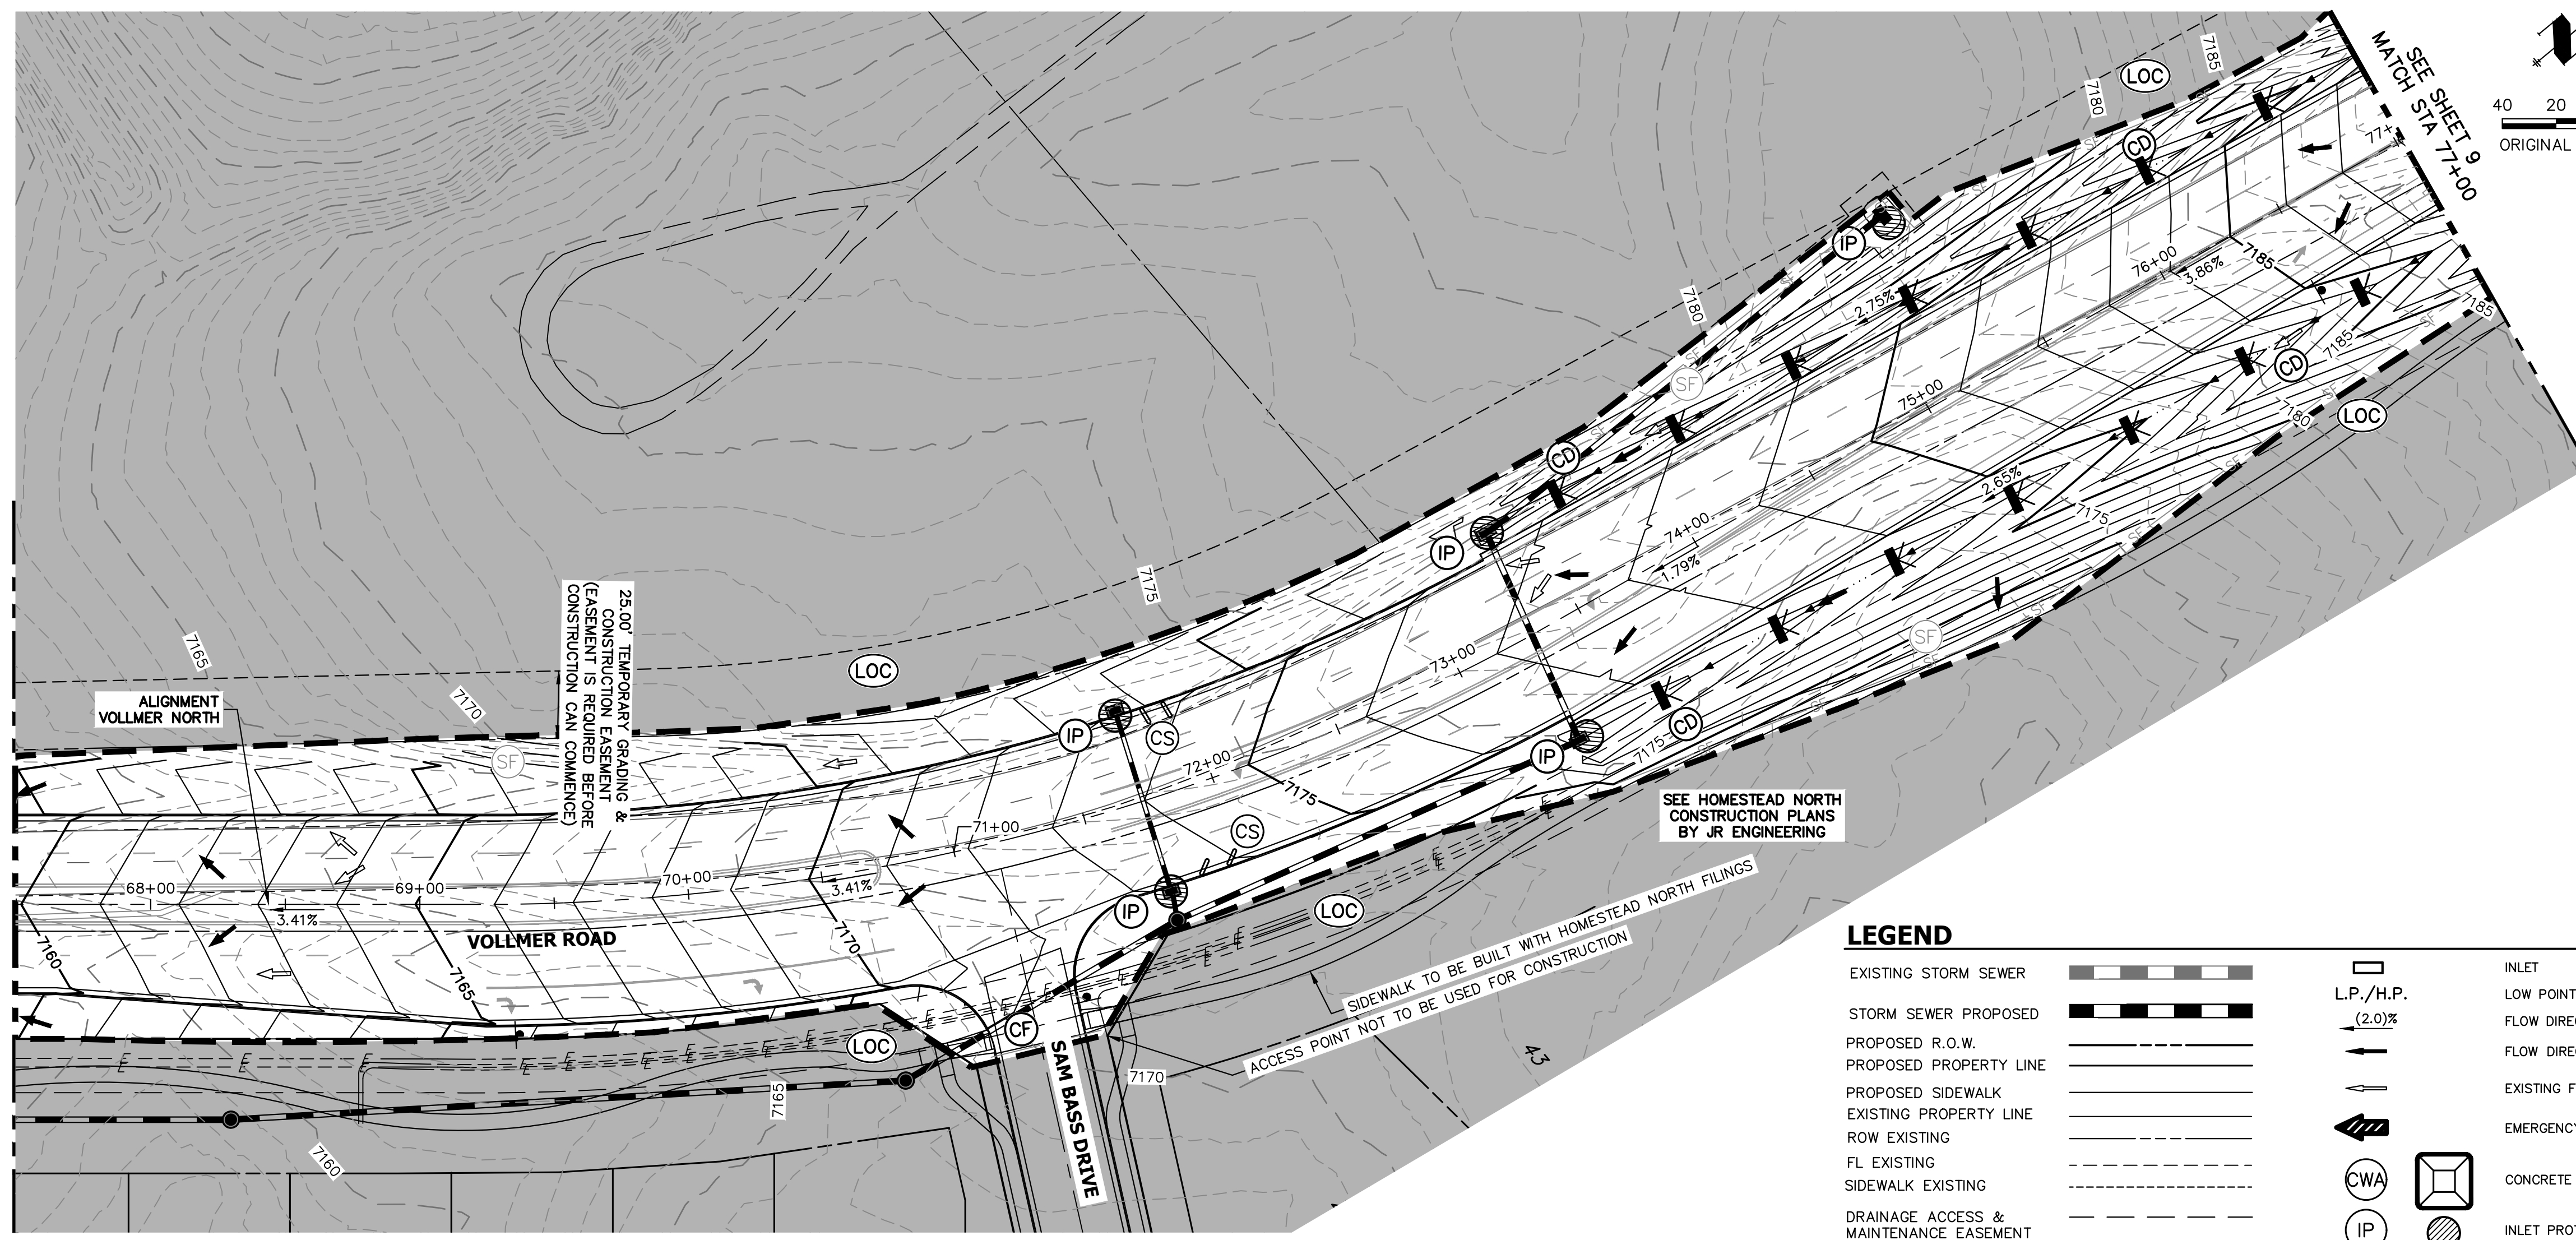 7185
LOC
7180
CD
SEE SHEET 9
MATCH STA 77+00
40 20
ORIGINAL
77+
IP
76+00
3.86%
7185
7180
2.75%
7185
7185
SF
CD
75+00
7180
LOC
CD
2.65%
7175
IP
74+00
1.79%
7175
SF
25.00' TEMPORARY GRADING &
CONSTRUCTION EASEMENT
(EASEMENT IS REQUIRED BEFORE
CONSTRUCTION CAN COMMENCE)
7165
LOC
73+00
7170
ALIGNMENT
VOLLMER NORTH
IP
CS
CD
7175
IP
SF
72+00
7175
SEE HOMESTEAD NORTH
CONSTRUCTION PLANS
BY JR ENGINEERING
71+00
CS
68+00
69+00
70+00
3.41%
3.41%
IP
LOC
VOLLMER ROAD
7160
7165
7170
SIDEWALK TO BE BUILT WITH HOMESTEAD NORTH FILINGS
ACCESS POINT NOT TO BE USED FOR CONSTRUCTION
CF
LOC
SAM BASS DRIVE
7170
7165
7160
43
LEGEND
EXISTING STORM SEWER
STORM SEWER PROPOSED
PROPOSED R.O.W.
PROPOSED PROPERTY LINE
PROPOSED SIDEWALK
EXISTING PROPERTY LINE
ROW EXISTING
FL EXISTING
SIDEWALK EXISTING
DRAINAGE ACCESS &
MAINTENANCE EASEMENT
INLET
L.P./H.P. LOW POINT
(2.0)% FLOW DIREC
FLOW DIREC
EXISTING F
EMERGENCY
CWA CONCRETE
IP INLET PROT